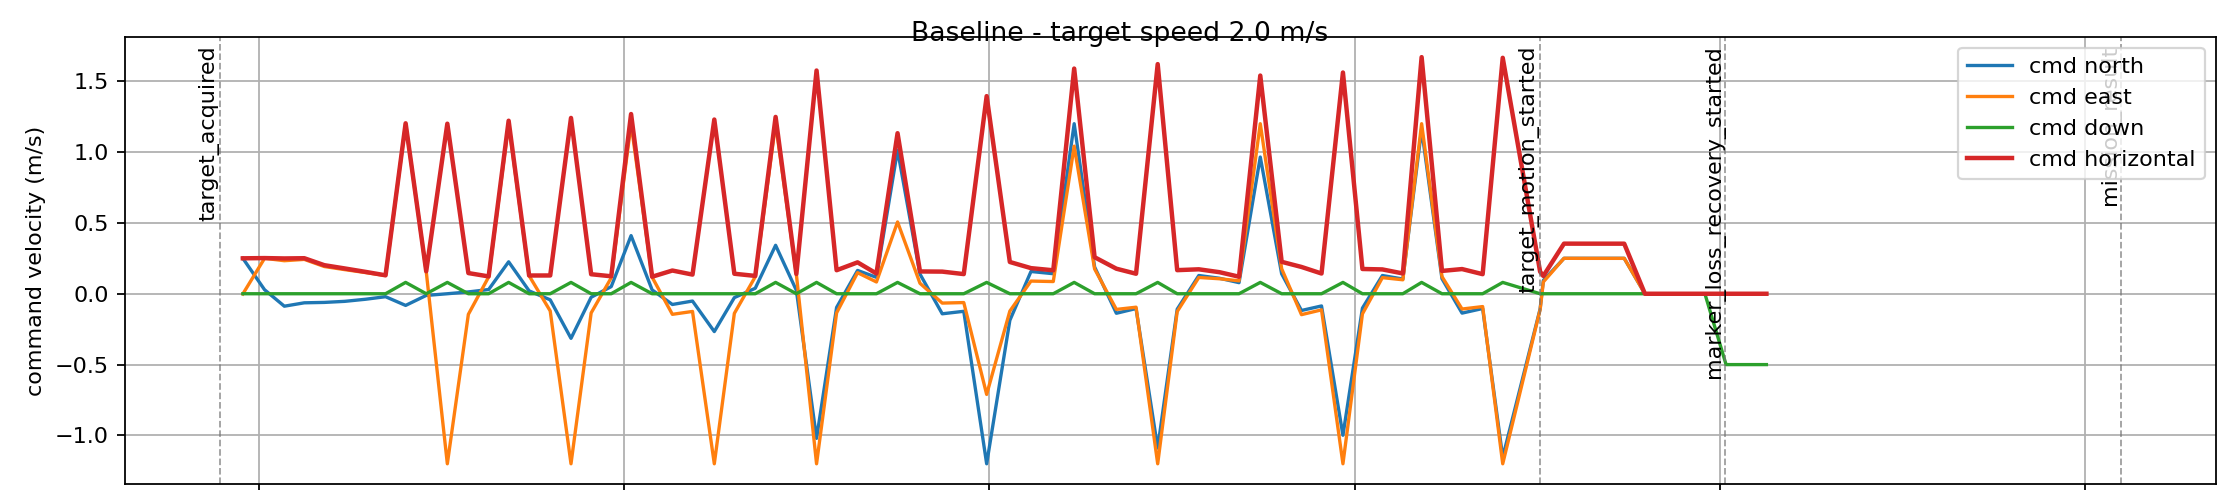 Baseline - target speed 2.0 m/s
command velocity (m/s)
1.5
1.0
0.5
0.0
−0.5
−1.0
target_acquired
target_motion_started
marker_loss_recovery_started
cmd north
cmd east
cmd down
cmd horizontal